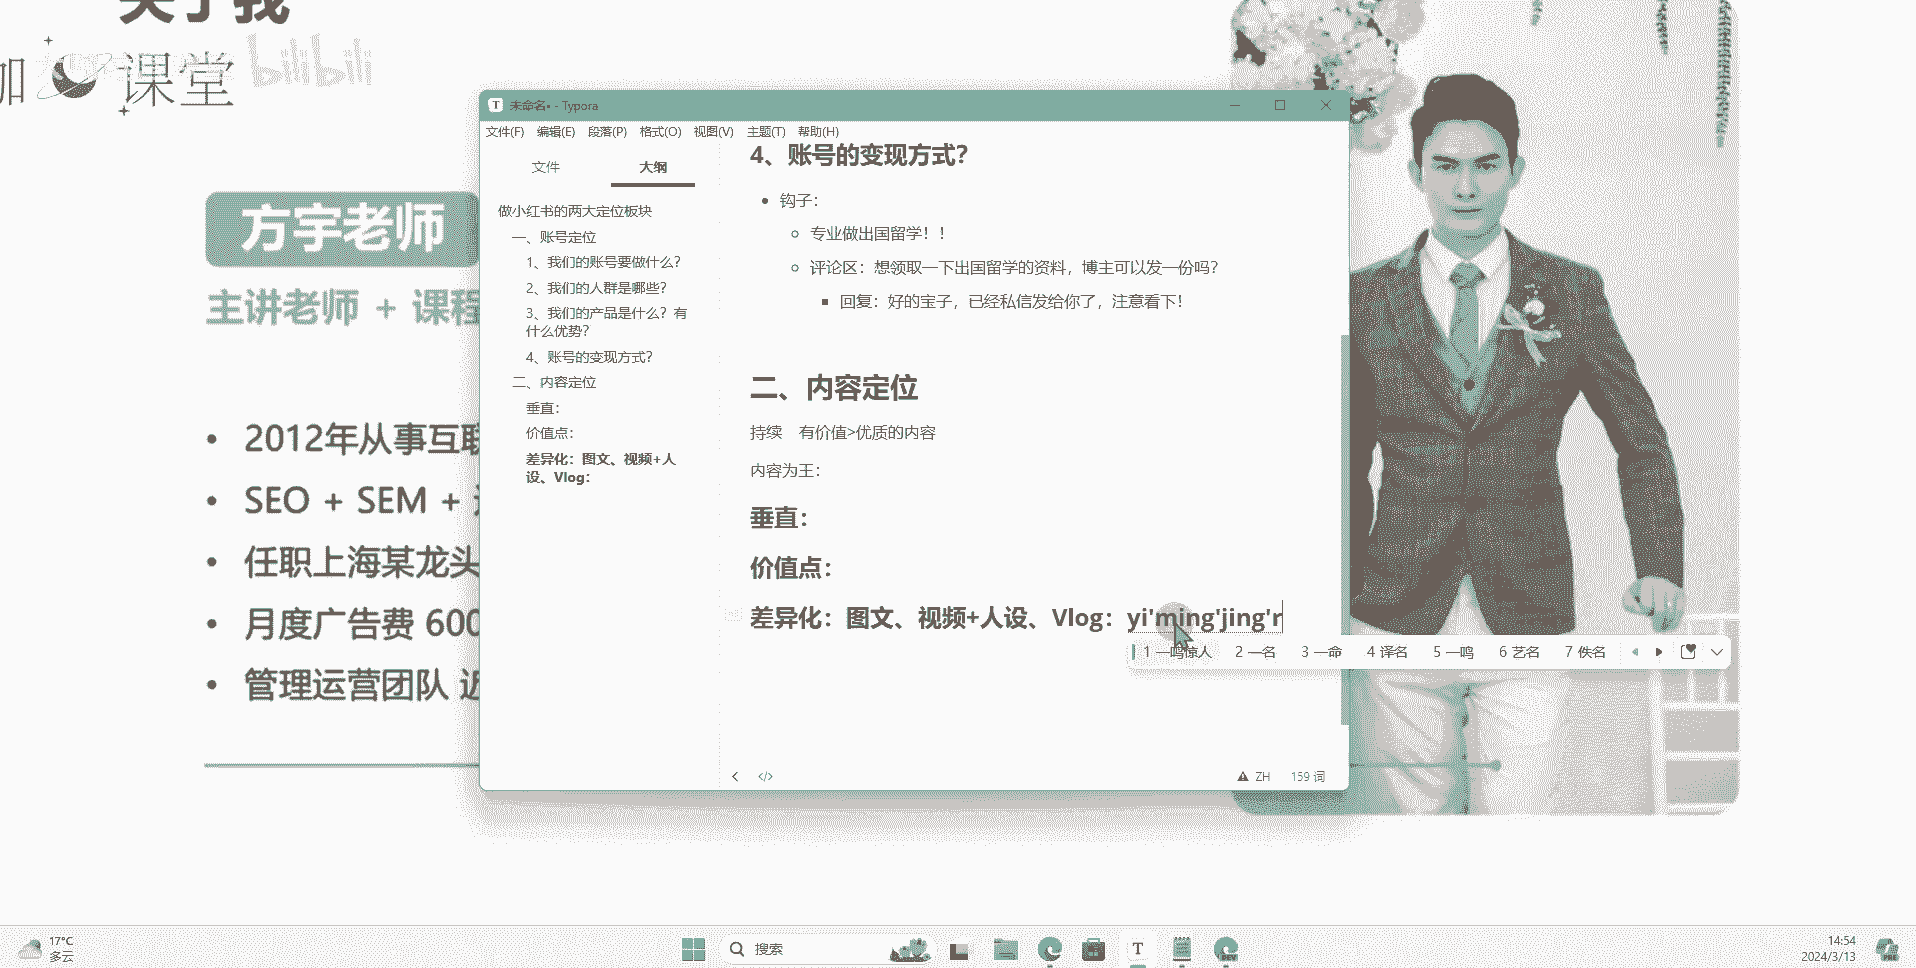 关于我
课堂
bilibili
方宇老师
主讲老师 + 课程
2012年从事互联
SEO + SEM +
任职上海某龙头
月度广告费 600
管理运营团队 近
未命名• - Typora
文件(F) 编辑(E) 段落(P) 格式(O) 视图(V) 主题(T) 帮助(H)
文件 大纲
做小红书的两大定位板块
一、账号定位
1、我们的账号要做什么？
2、我们的人群是哪些？
3、我们的产品是什么？有
什么优势？
4、账号的变现方式？
二、内容定位
垂直：
价值点：
差异化：图文、视频+人
设、Vlog：
4、账号的变现方式？
钩子：
专业做出国留学！！
评论区：想领取一下出国留学的资料，博主可以发一份吗？
回复：好的宝子，已经私信发给你了，注意看下！
二、内容定位
持续 有价值>优质的内容
内容为王：
垂直：
价值点：
差异化：图文、视频+人设、Vlog：yi'ming'jing'r
1 一鸣惊人 2 一名 3 一命 4 译名 5 一鸣 6 艺名 7 佚名
</> ZH 159 词
17°C
多云
搜索
T
DEV
14:54
2024/3/13
PRE